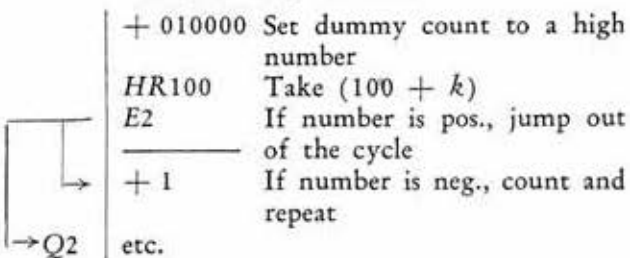 + 010000 Set dummy count to a high
number
HR100 Take (100 + k)
E2 If number is pos., jump out
of the cycle
+ 1 If number is neg., count and
repeat
Q2 etc.